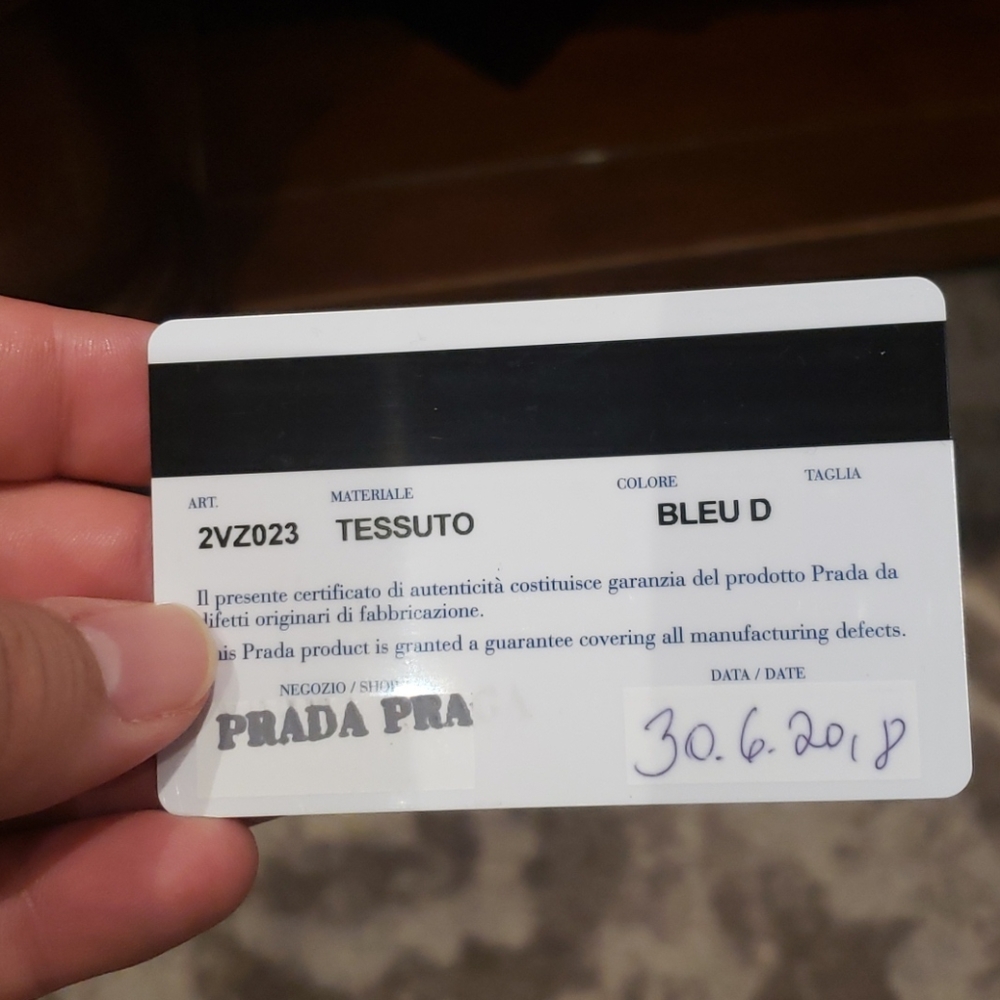 ART. MATERIALE COLORE TAGLIA
2VZ023 TESSUTO BLEU D
Il presente certificato di autenticità costituisce garanzia del prodotto Prada da
difetti originari di fabbricazione.
his Prada product is granted a guarantee covering all manufacturing defects.
NEGOZIO / SHOP DATA / DATE
PRADA PRA 30.6.2018